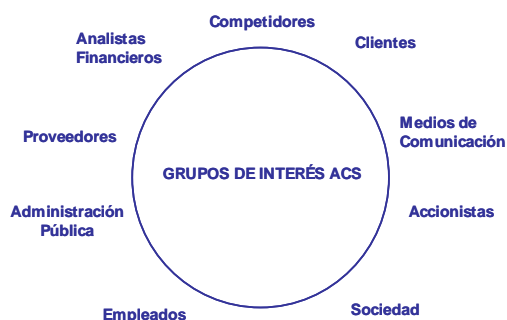 Competidores
Analistas
Financieros
Clientes
Medios de
Comunicación
Proveedores
GRUPOS DE INTERÉS ACS
Administración
Pública
Accionistas
Empleados
Sociedad